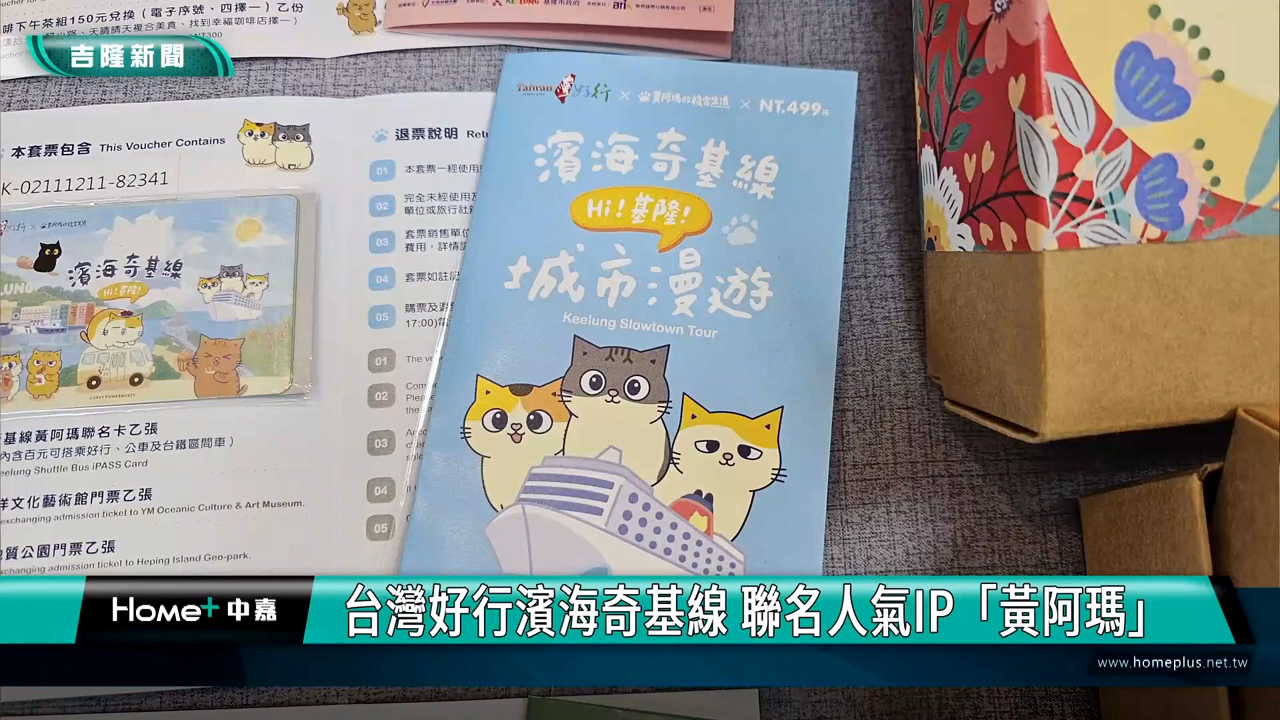 啡下午茶組150元兌換（電子序號、四擇一）乙份
吉隆新聞
本套票包含 This Voucher Contains
K-02111211-82341
濱海奇基線
Hi!基隆!
基線黃阿瑪聯名卡乙張
內含百元可搭乘好行、公車及台鐵區間車）
eelung Shuttle Bus iPASS Card
洋文化藝術館門票乙張
exchanging admission ticket to YM Oceanic Culture & Art Museum.
質公園門票乙張
changing admission ticket to Heping Island Geo-park.
退票說明
01 本套票一經使用
02 完全未經使用
單位或旅行社
03 套票銷售單位
費用，詳情
04 套票如註記
05 購票及
17:00)
01 The
02
03
04
05
Taiwan 好行 × 黃阿瑪的後宮生活 × NT.499元
濱海奇基線
Hi!基隆!
城市漫遊
Keelung Slowtown Tour
Home+ 中嘉
台灣好行濱海奇基線 聯名人氣IP「黃阿瑪」
www.homeplus.net.tw